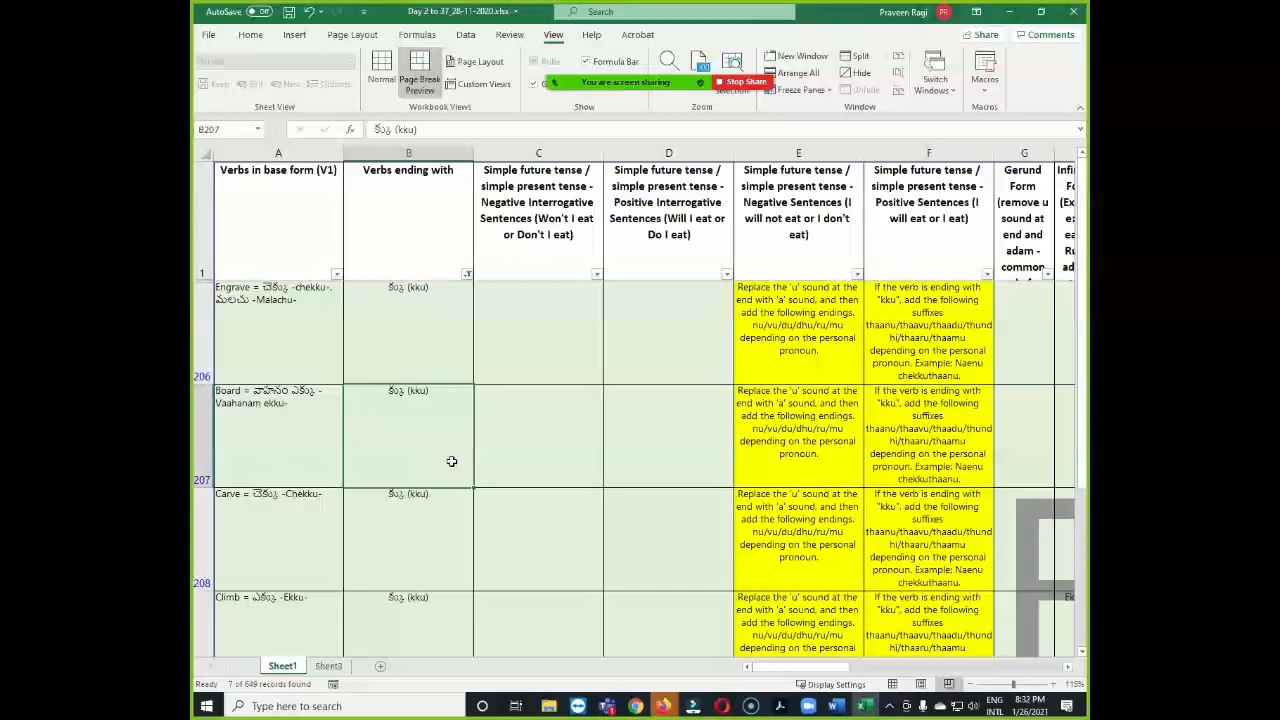 AutoSave Off Day 2 to 37_28-11-2020.xlsx Search Praveen Ragi PR
File Home Insert Page Layout Formulas Data Review View Help Acrobat Share Comments
Normal Page Break Preview Page Layout Custom Views Ruler Formula Bar New Window Arrange All Freeze Panes Split Hide Unhide Switch Windows Macros
You are screen sharing Stop Share
Keep Exit New Options
Sheet View Workbook Views Show Zoom Window Macros
B207 fx క్కు (kku)
A B C D E F G
Verbs in base form (V1)
Verbs ending with
Simple future tense /
simple present tense -
Negative Interrogative
Sentences (Won't I eat
or Don't I eat)
Simple future tense /
simple present tense -
Positive Interrogative
Sentences (Will I eat or
Do I eat)
Simple future tense /
simple present tense -
Negative Sentences (I
will not eat or I don't
eat)
Simple future tense /
simple present tense -
Positive Sentences (I
will eat or I eat)
Gerund
Form
(remove u
sound at
end and
adam -
common
1
Engrave = చెక్కు -chekku-.
మలచు -Malachu-
క్కు (kku)
Replace the 'u' sound at the
end with 'a' sound, and then
add the following endings.
nu/vu/du/dhu/ru/mu
depending on the personal
pronoun.
If the verb is ending with
"kku", add the following
suffixes
thaanu/thaavu/thaadu/thund
hi/thaaru/thaamu
depending on the personal
pronoun. Example: Naenu
chekkuthaanu.
206
Board = వాహనం ఎక్కు -
Vaahanam ekku-
క్కు (kku)
Replace the 'u' sound at the
end with 'a' sound, and then
add the following endings.
nu/vu/du/dhu/ru/mu
depending on the personal
pronoun.
If the verb is ending with
"kku", add the following
suffixes
thaanu/thaavu/thaadu/thund
hi/thaaru/thaamu
depending on the personal
pronoun. Example: Naenu
chekkuthaanu.
207
Carve = చెక్కు -Chekku-
క్కు (kku)
Replace the 'u' sound at the
end with 'a' sound, and then
add the following endings.
nu/vu/du/dhu/ru/mu
depending on the personal
pronoun.
If the verb is ending with
"kku", add the following
suffixes
thaanu/thaavu/thaadu/thund
hi/thaaru/thaamu
depending on the personal
pronoun. Example: Naenu
chekkuthaanu.
208
Climb = ఎక్కు -Ekku-
క్కు (kku)
Replace the 'u' sound at the
end with 'a' sound, and then
add the following endings.
nu/vu/du/dhu/ru/mu
depending on the personal
If the verb is ending with
"kku", add the following
suffixes
thaanu/thaavu/thaadu/thund
hi/thaaru/thaamu
Sheet1 Sheet3
Ready 7 of 649 records found Display Settings 115%
Type here to search ENG INTL 8:32 PM 1/26/2021